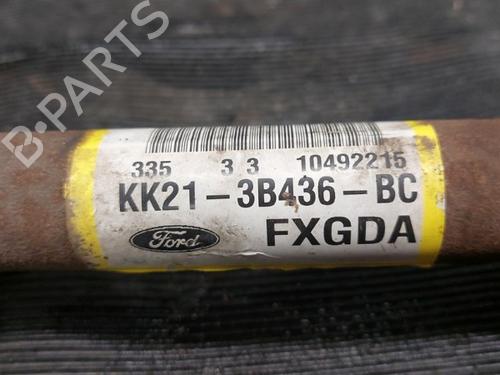 B-PARTS
335 3 3 10492215
KK21-3B436-BC
Ford FXGDA